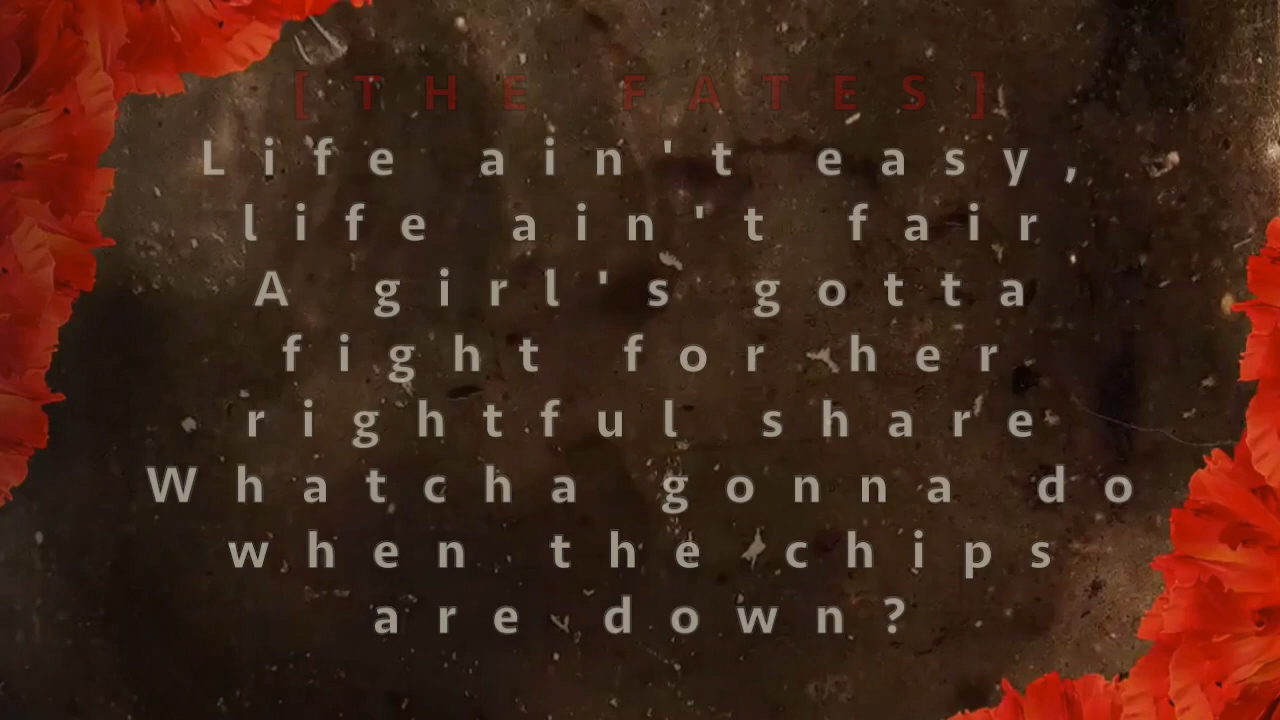 [THE FATES]
Life ain't easy,
life ain't fair
A girl's gotta
fight for her
rightful share
Whatcha gonna do
when the chips
are down?